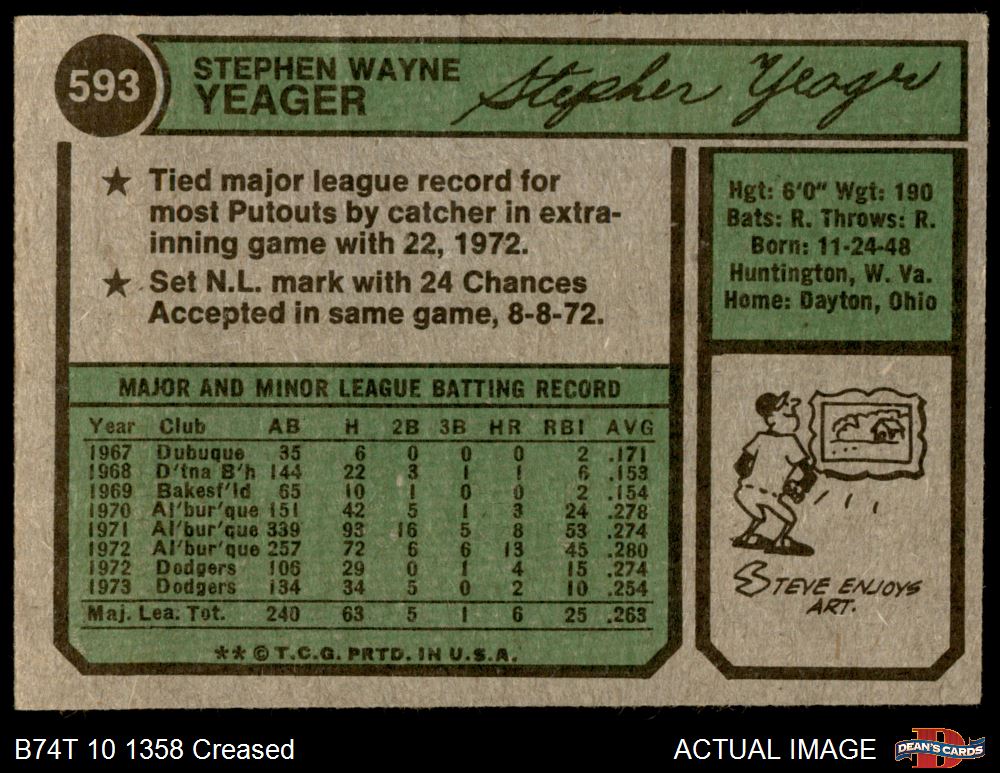 593
STEPHEN WAYNE
YEAGER
Stephen Yeager
★ Tied major league record for
most Putouts by catcher in extra-
inning game with 22, 1972.
★ Set N.L. mark with 24 Chances
Accepted in same game, 8-8-72.
Hgt: 6'0" Wgt: 190
Bats: R. Throws: R.
Born: 11-24-48
Huntington, W. Va.
Home: Dayton, Ohio
MAJOR AND MINOR LEAGUE BATTING RECORD
Year Club AB H 2B 3B HR RBI AVG
1967 Dubuque 35 6 0 0 0 2 .171
1968 D'tna B'h 144 22 3 1 1 6 .153
1969 Bakesf'ld 65 10 1 0 0 2 .154
1970 Al'bur'que 151 42 5 1 3 24 .278
1971 Al'bur'que 339 93 16 5 8 53 .274
1972 Al'bur'que 257 72 6 6 13 45 .280
1972 Dodgers 106 29 0 1 4 15 .274
1973 Dodgers 134 34 5 0 2 10 .254
Maj. Lea. Tot. 240 63 5 1 6 25 .263
** © T.C.G. PRTD. IN U.S.A.
STEVE ENJOYS
ART.
B74T 10 1358 Creased
ACTUAL IMAGE
DEAN'S CARDS